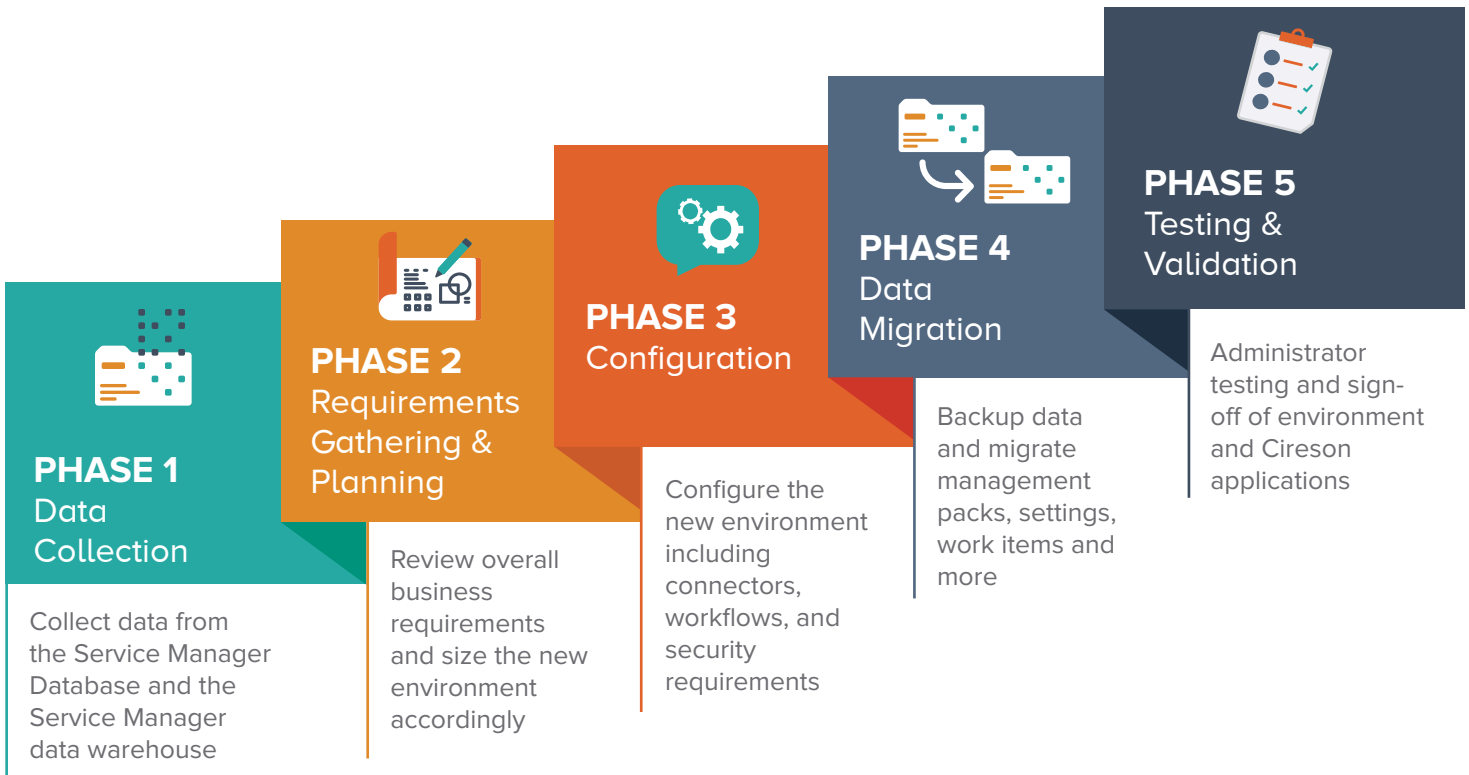 PHASE 1
Data
Collection
Collect data from
the Service Manager
Database and the
Service Manager
data warehouse
PHASE 2
Requirements
Gathering &
Planning
Review overall
business
requirements
and size the new
environment
accordingly
PHASE 3
Configuration
Configure the
new environment
including
connectors,
workflows, and
security
requirements
PHASE 4
Data
Migration
Backup data
and migrate
management
packs, settings,
work items and
more
PHASE 5
Testing &
Validation
Administrator
testing and sign-
off of environment
and Cireson
applications